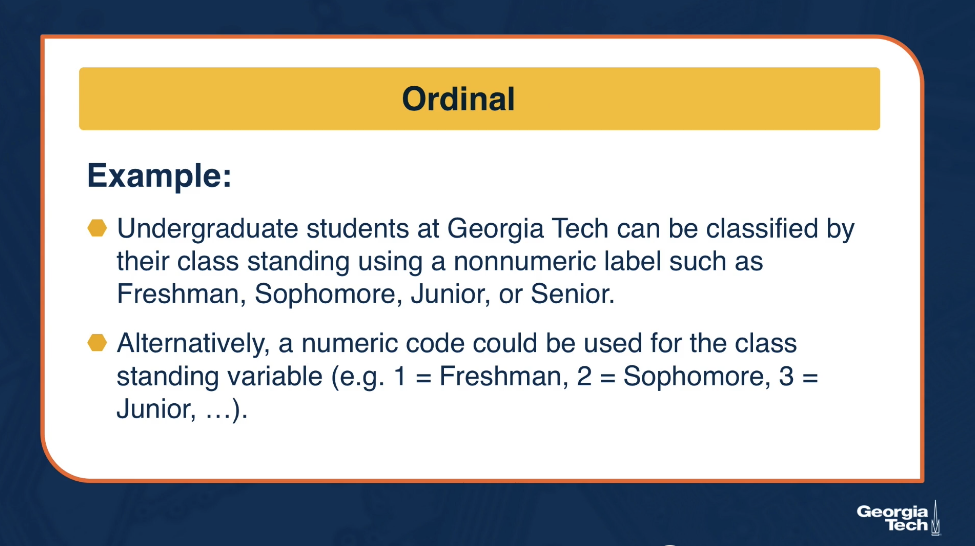 Ordinal
Example:
Undergraduate students at Georgia Tech can be classified by
their class standing using a nonnumeric label such as
Freshman, Sophomore, Junior, or Senior.
Alternatively, a numeric code could be used for the class
standing variable (e.g. 1 = Freshman, 2 = Sophomore, 3 =
Junior, …).
Georgia
Tech